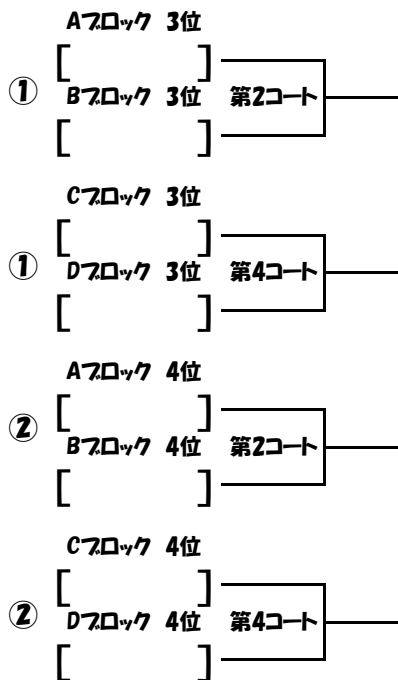 Aブロック 3位
[ ]
① Bブロック 3位 第2コート
[ ]
Cブロック 3位
[ ]
① Dブロック 3位 第4コート
[ ]
Aブロック 4位
[ ]
② Bブロック 4位 第2コート
[ ]
Cブロック 4位
[ ]
② Dブロック 4位 第4コート
[ ]